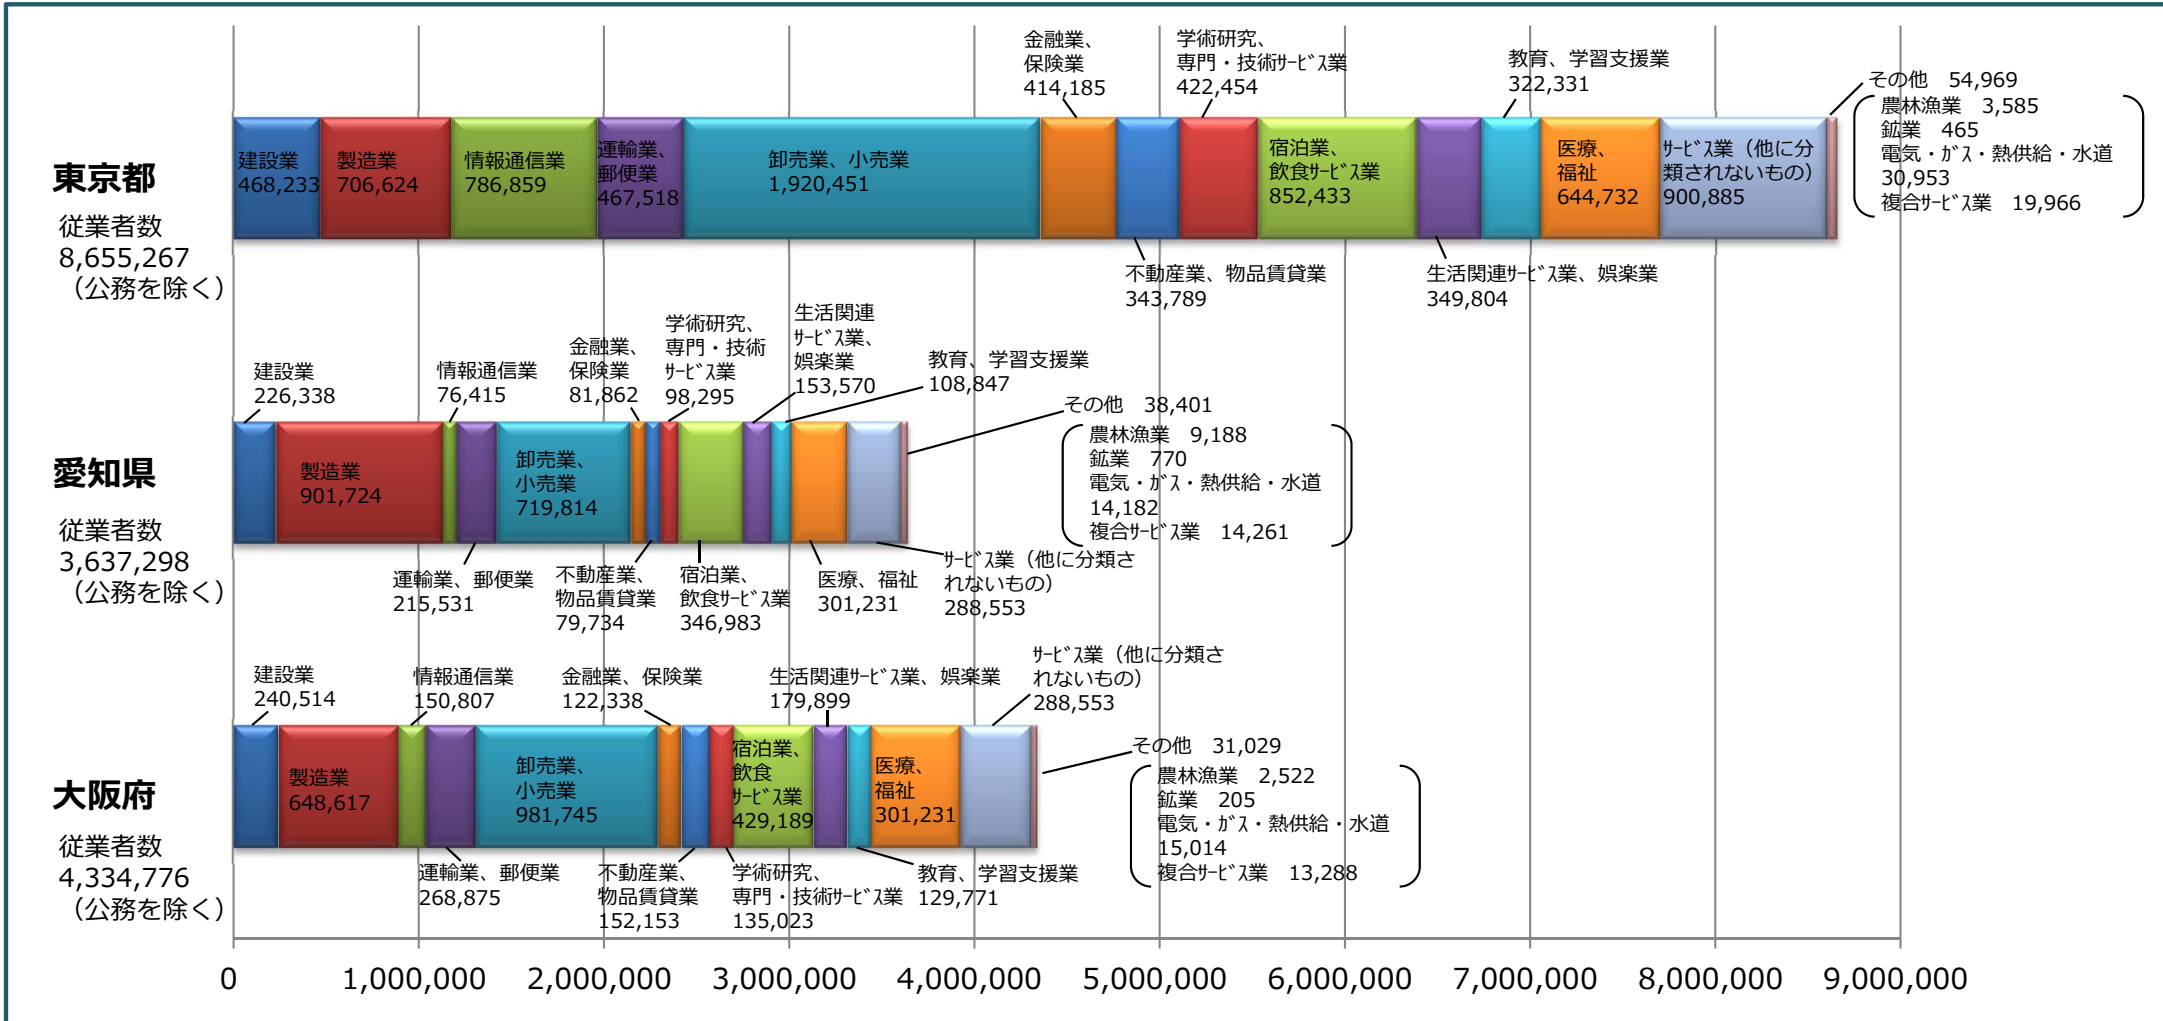 金融業、
保険業
414,185
学術研究、
専門・技術ｻｰﾋﾞｽ業
422,454
教育、学習支援業
322,331
その他　54,969
農林漁業　3,585
鉱業　465
電気・ｶﾞｽ・熱供給・水道
30,953
複合ｻｰﾋﾞｽ業　19,966
東京都
従業者数
8,655,267
（公務を除く）
建設業
468,233
製造業
706,624
情報通信業
786,859
運輸業、
郵便業
467,518
卸売業、小売業
1,920,451
宿泊業、
飲食ｻｰﾋﾞｽ業
852,433
医療、
福祉
644,732
ｻｰﾋﾞｽ業（他に分
類されないもの）
900,885
不動産業、物品賃貸業
343,789
生活関連ｻｰﾋﾞｽ業、娯楽業
349,804
建設業
226,338
情報通信業
76,415
金融業、
保険業
81,862
学術研究、
専門・技術
ｻｰﾋﾞｽ業
98,295
生活関連
ｻｰﾋﾞｽ業、
娯楽業
153,570
教育、学習支援業
108,847
その他　38,401
農林漁業　9,188
鉱業　770
電気・ｶﾞｽ・熱供給・水道
14,182
複合ｻｰﾋﾞｽ業　14,261
愛知県
従業者数
3,637,298
（公務を除く）
製造業
901,724
卸売業、
小売業
719,814
運輸業、郵便業
215,531
不動産業、
物品賃貸業
79,734
宿泊業、
飲食ｻｰﾋﾞｽ業
346,983
医療、福祉
301,231
ｻｰﾋﾞｽ業（他に分類さ
れないもの）
288,553
建設業
240,514
情報通信業
150,807
金融業、保険業
122,338
生活関連ｻｰﾋﾞｽ業、娯楽業
179,899
ｻｰﾋﾞｽ業（他に分類さ
れないもの）
288,553
その他　31,029
農林漁業　2,522
鉱業　205
電気・ｶﾞｽ・熱供給・水道
15,014
複合ｻｰﾋﾞｽ業　13,288
大阪府
従業者数
4,334,776
（公務を除く）
製造業
648,617
卸売業、
小売業
981,745
宿泊業、
飲食
ｻｰﾋﾞｽ業
429,189
医療、
福祉
301,231
運輸業、郵便業
268,875
不動産業、
物品賃貸業
152,153
学術研究、
専門・技術ｻｰﾋﾞｽ業
135,023
教育、学習支援業
129,771
0 1,000,000 2,000,000 3,000,000 4,000,000 5,000,000 6,000,000 7,000,000 8,000,000 9,000,000